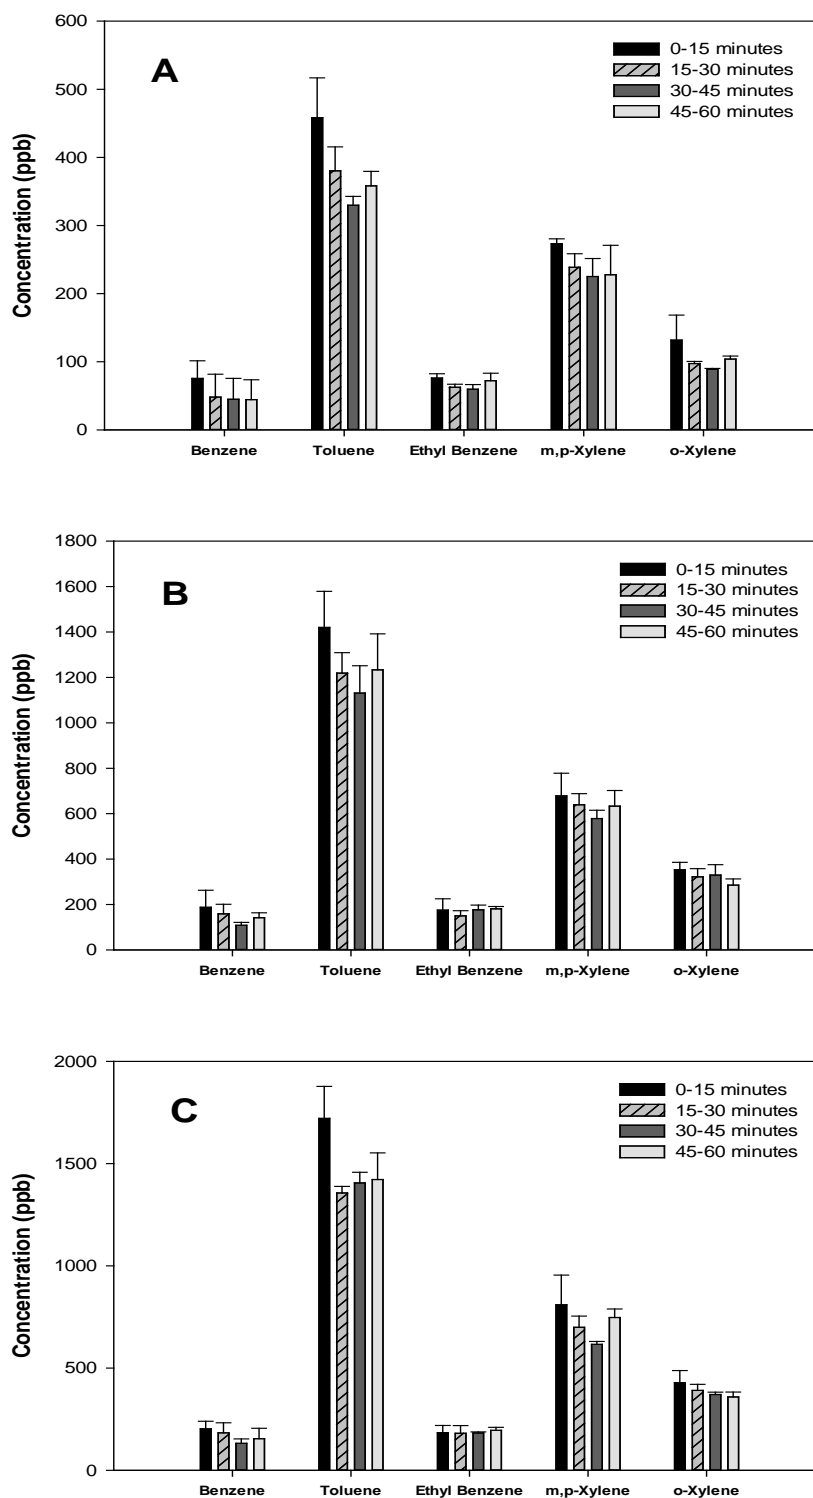 600
A
0-15 minutes
15-30 minutes
30-45 minutes
45-60 minutes
500
400
300
200
100
0
Concentration (ppb)
Benzene Toluene Ethyl Benzene m,p-Xylene o-Xylene
1800
B
0-15 minutes
15-30 minutes
30-45 minutes
45-60 minutes
1600
1400
1200
1000
800
600
400
200
0
Concentration (ppb)
Benzene Toluene Ethyl Benzene m,p-Xylene o-Xylene
2000
C
0-15 minutes
15-30 minutes
30-45 minutes
45-60 minutes
1500
1000
500
0
Concentration (ppb)
Benzene Toluene Ethyl Benzene m,p-Xylene o-Xylene